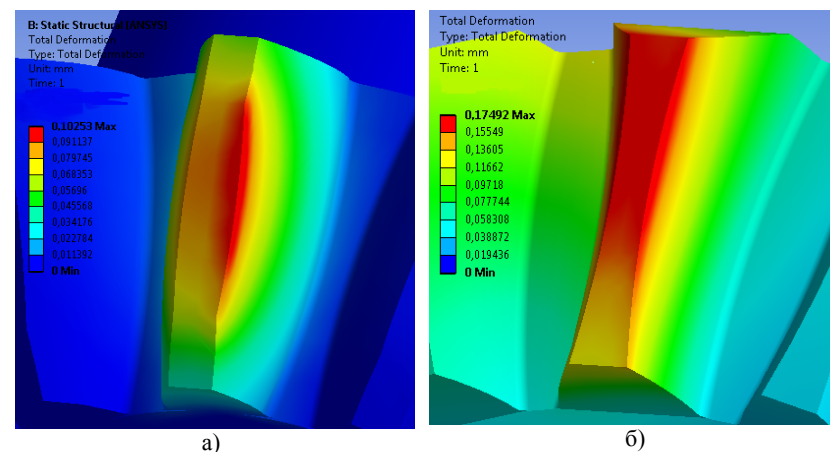 B: Static Structural (ANSYS)
Total Deformation
Type: Total Deformation
Unit: mm
Time: 1
0,10253 Max
0,091137
0,079745
0,068353
0,05696
0,045568
0,034176
0,022784
0,011392
0 Min
Total Deformation
Type: Total Deformation
Unit: mm
Time: 1
0,17492 Max
0,15549
0,13605
0,11662
0,09718
0,077744
0,058308
0,038872
0,019436
0 Min
а)
б)